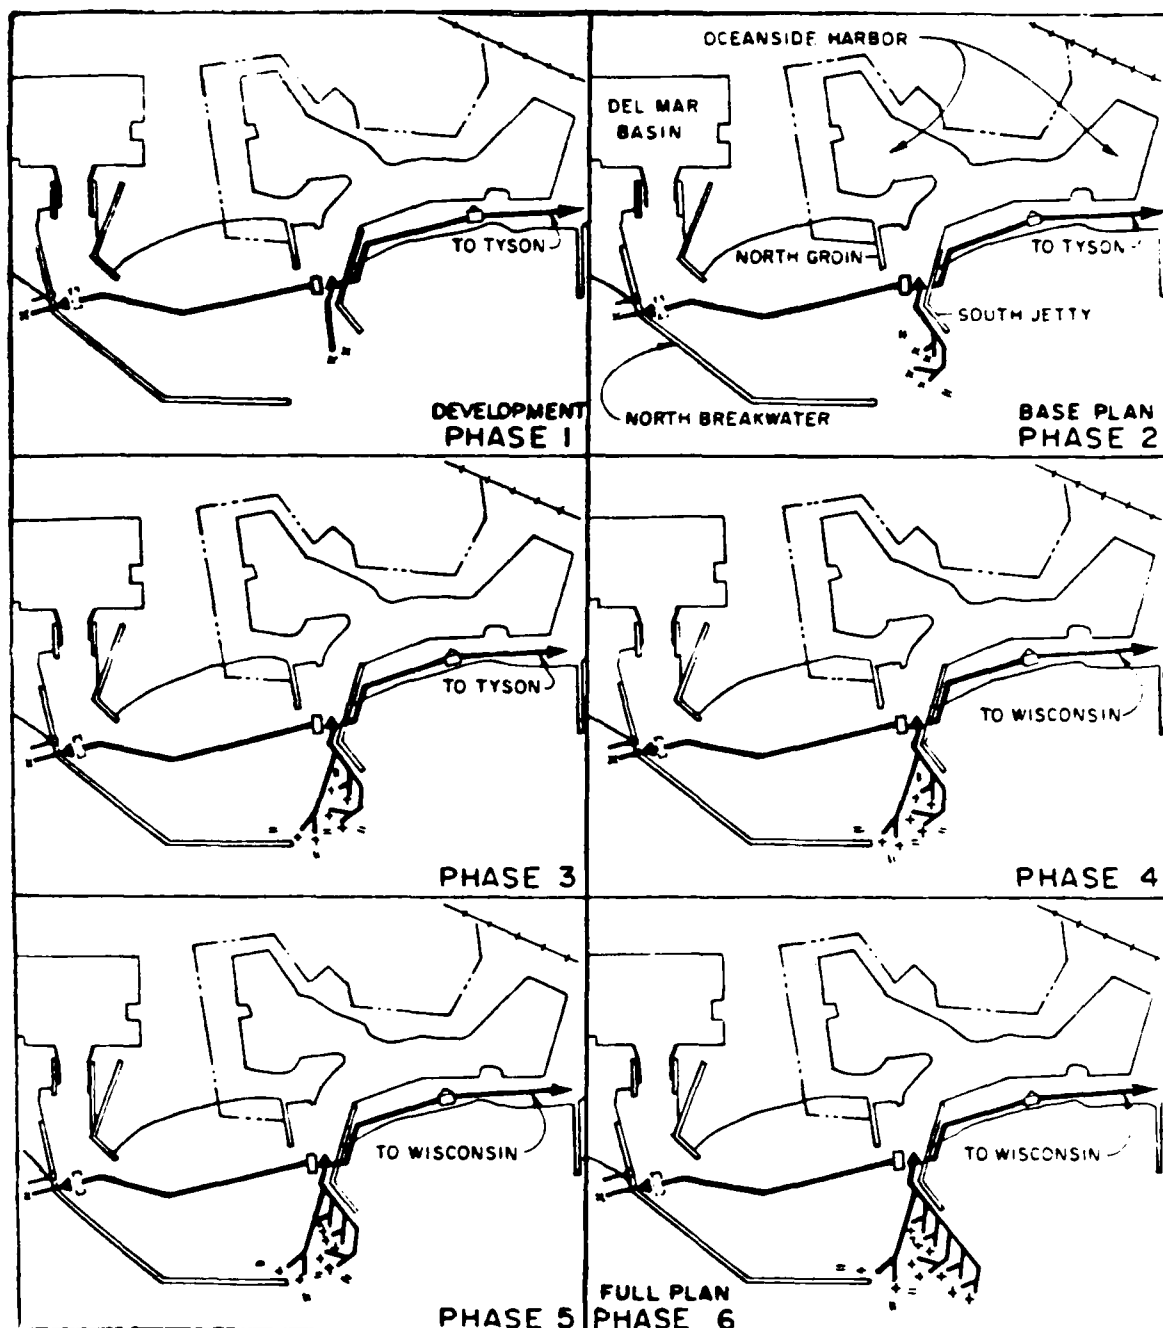 TO TYSON
DEVELOPMENT
PHASE 1
OCEANSIDE HARBOR
DEL MAR
BASIN
NORTH GROIN
TO TYSON
SOUTH JETTY
NORTH BREAKWATER
BASE PLAN
PHASE 2
TO TYSON
PHASE 3
TO WISCONSIN
PHASE 4
TO WISCONSIN
PHASE 5
TO WISCONSIN
FULL PLAN
PHASE 6